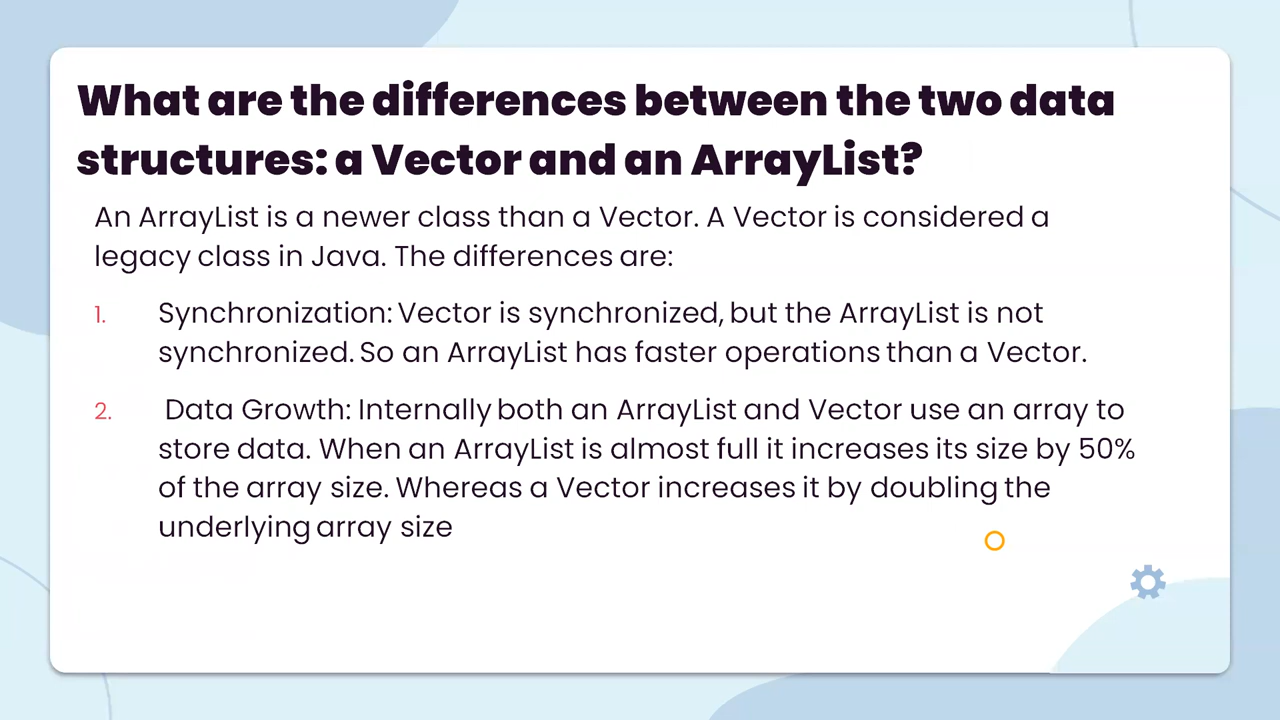 What are the differences between the two data
structures: a Vector and an ArrayList?
An ArrayList is a newer class than a Vector. A Vector is considered a
legacy class in Java. The differences are:
1. Synchronization: Vector is synchronized, but the ArrayList is not
synchronized. So an ArrayList has faster operations than a Vector.
2. Data Growth: Internally both an ArrayList and Vector use an array to
store data. When an ArrayList is almost full it increases its size by 50%
of the array size. Whereas a Vector increases it by doubling the
underlying array size